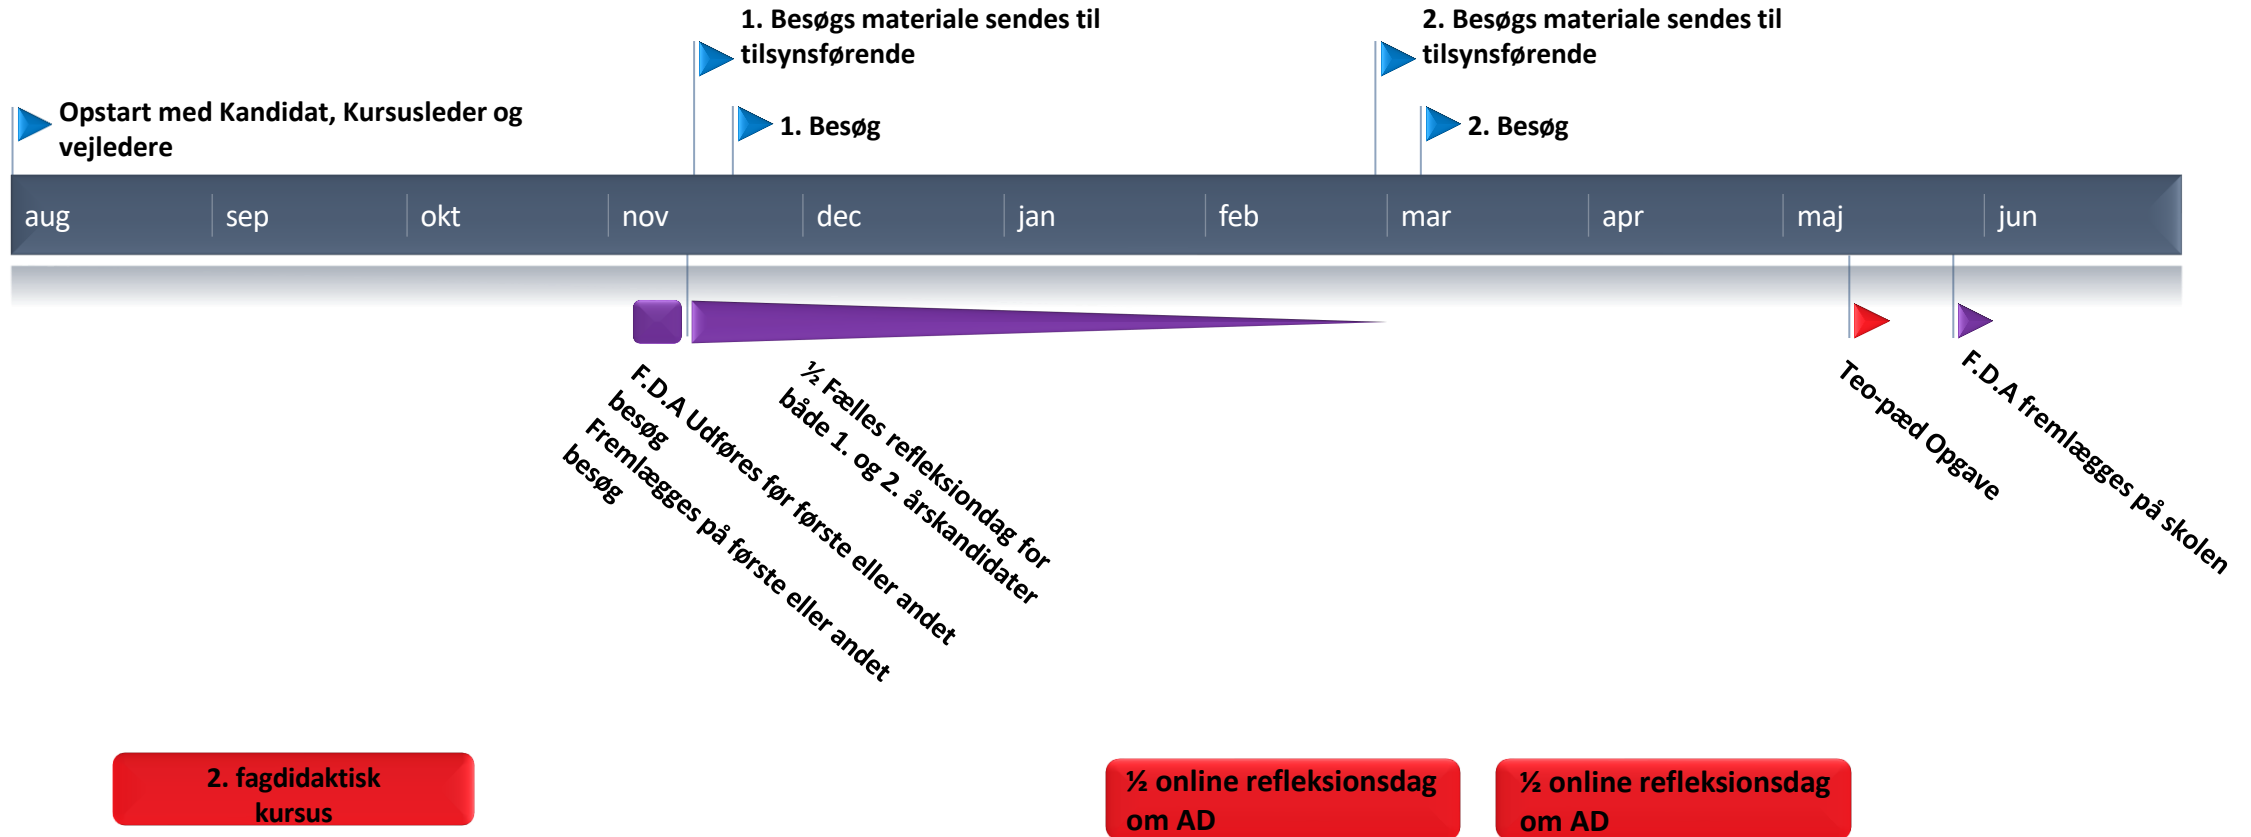 1. Besøgs materiale sendes til
tilsynsførende
2. Besøgs materiale sendes til
tilsynsførende
Opstart med Kandidat, Kursusleder og
vejledere
1. Besøg
2. Besøg
aug
sep
okt
nov
dec
jan
feb
mar
apr
maj
jun
F.D.A Udføres før første eller andet
besøg
Fremlægges på første eller andet
besøg
½ Fælles refleksiondag for
både 1. og 2. årskandidater
Teo-pæd Opgave
F.D.A fremlægges på skolen
2. fagdidaktisk
kursus
½ online refleksionsdag
om AD
½ online refleksionsdag
om AD